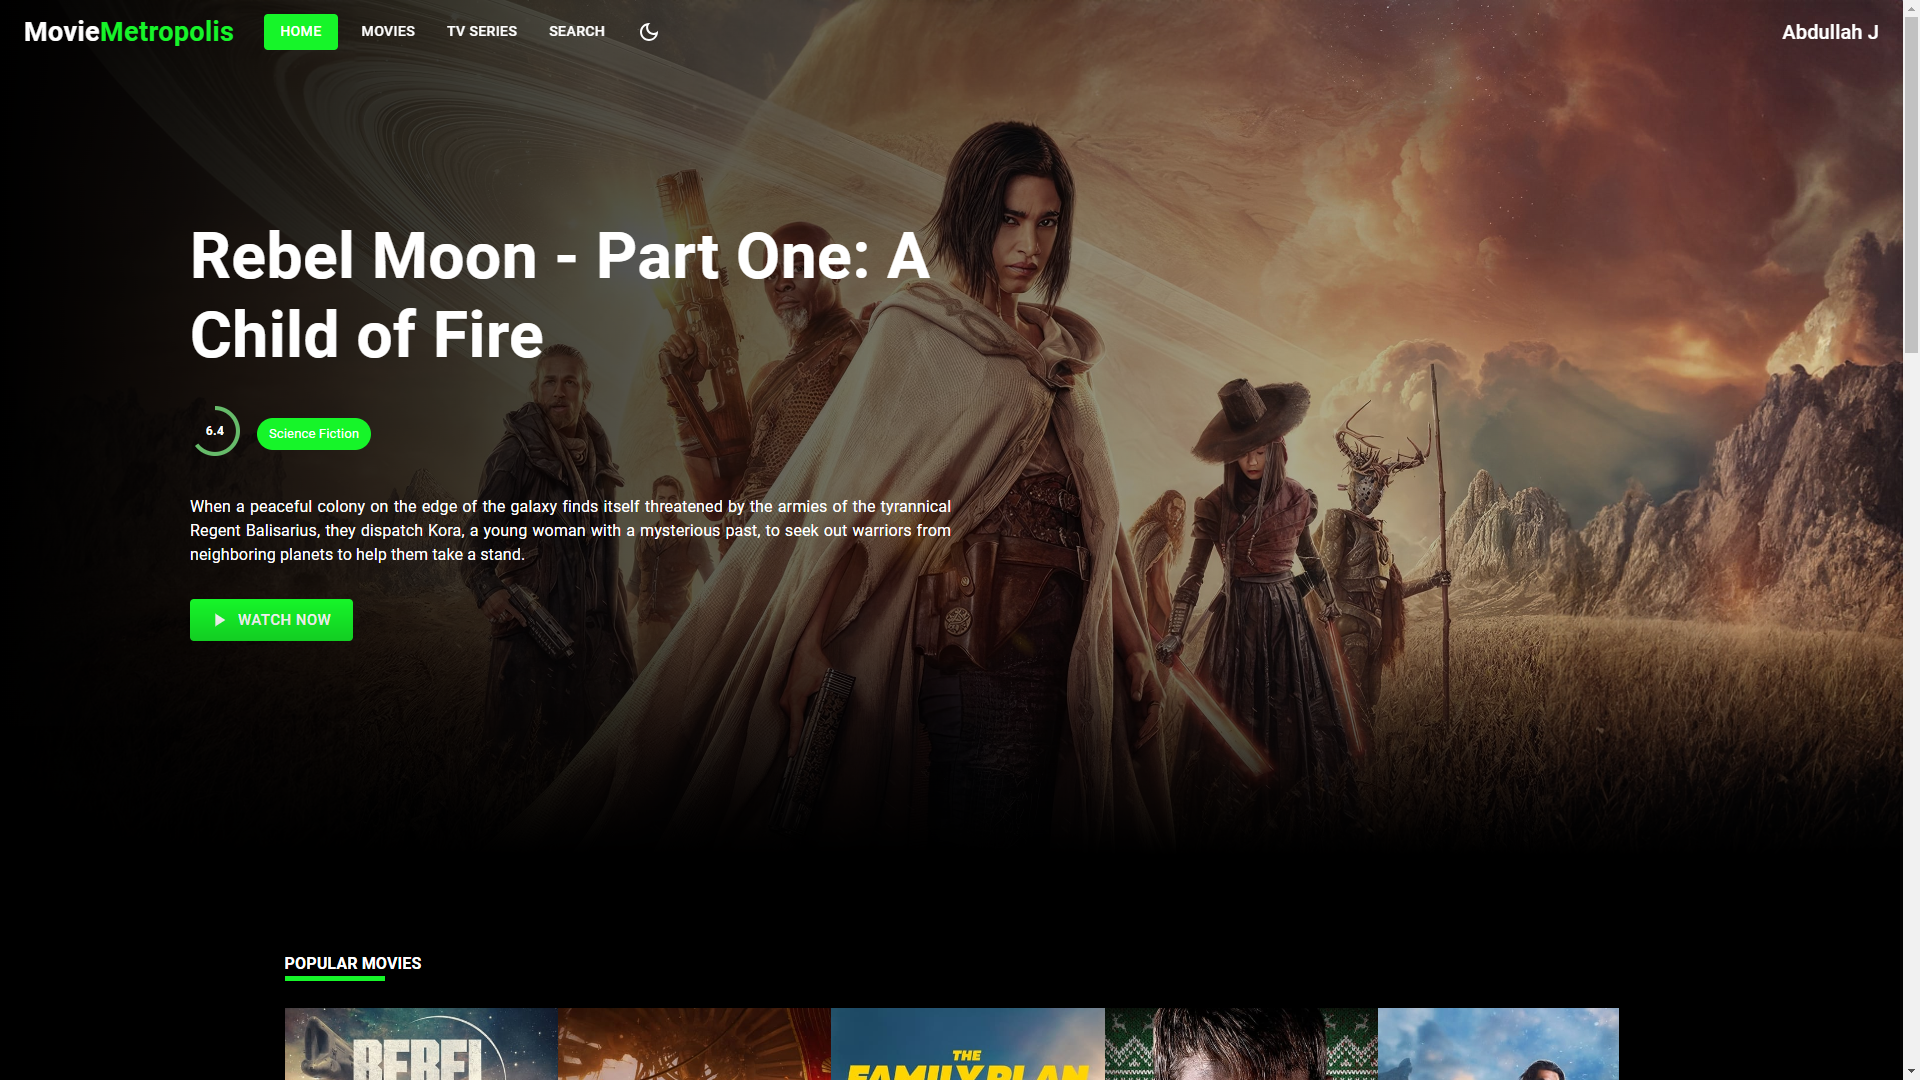 MovieMetropolis HOME MOVIES TV SERIES SEARCH Abdullah J
Rebel Moon - Part One: A
Child of Fire
6.4 Science Fiction
When a peaceful colony on the edge of the galaxy finds itself threatened by the armies of the tyrannical
Regent Balisarius, they dispatch Kora, a young woman with a mysterious past, to seek out warriors from
neighboring planets to help them take a stand.
WATCH NOW
POPULAR MOVIES
REBEL
THE
FAMILY PLAN